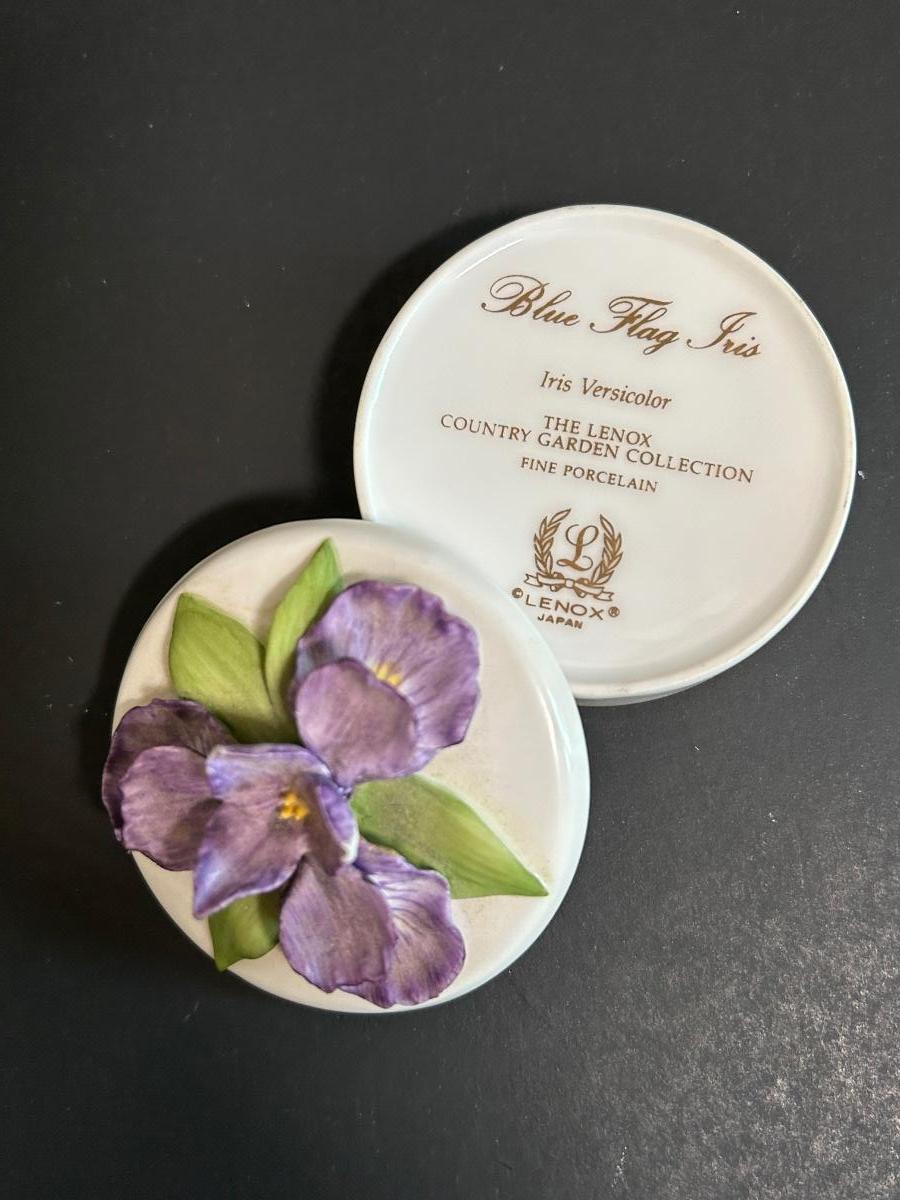 Blue Flag Iris
Iris Versicolor
THE LENOX
COUNTRY GARDEN COLLECTION
FINE PORCELAIN
L
©LENOX®
JAPAN